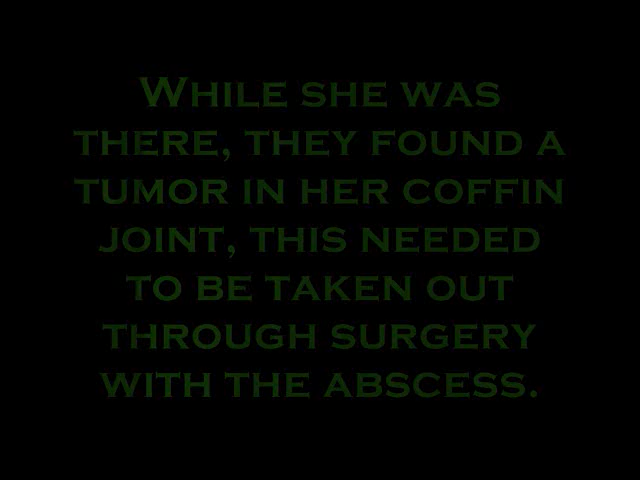 While she was
there, they found a
tumor in her coffin
joint, this needed
to be taken out
through surgery
with the abscess.